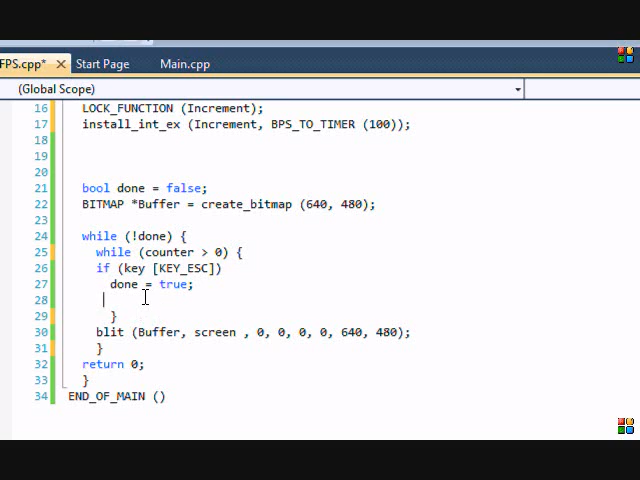 FPS.cpp* X Start Page Main.cpp
(Global Scope)
16 LOCK_FUNCTION (Increment);
17 install_int_ex (Increment, BPS_TO_TIMER (100));
18
19
20
21 bool done = false;
22 BITMAP *Buffer = create_bitmap (640, 480);
23
24 while (!done) {
25 while (counter > 0) {
26 if (key [KEY_ESC])
27 done = true;
28
29 }
30 blit (Buffer, screen , 0, 0, 0, 0, 640, 480);
31 }
32 return 0;
33 }
34 END_OF_MAIN ()